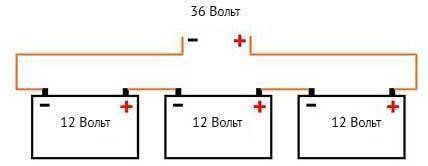 36 Вольт
- +
- + - + - +
12 Вольт 12 Вольт 12 Вольт